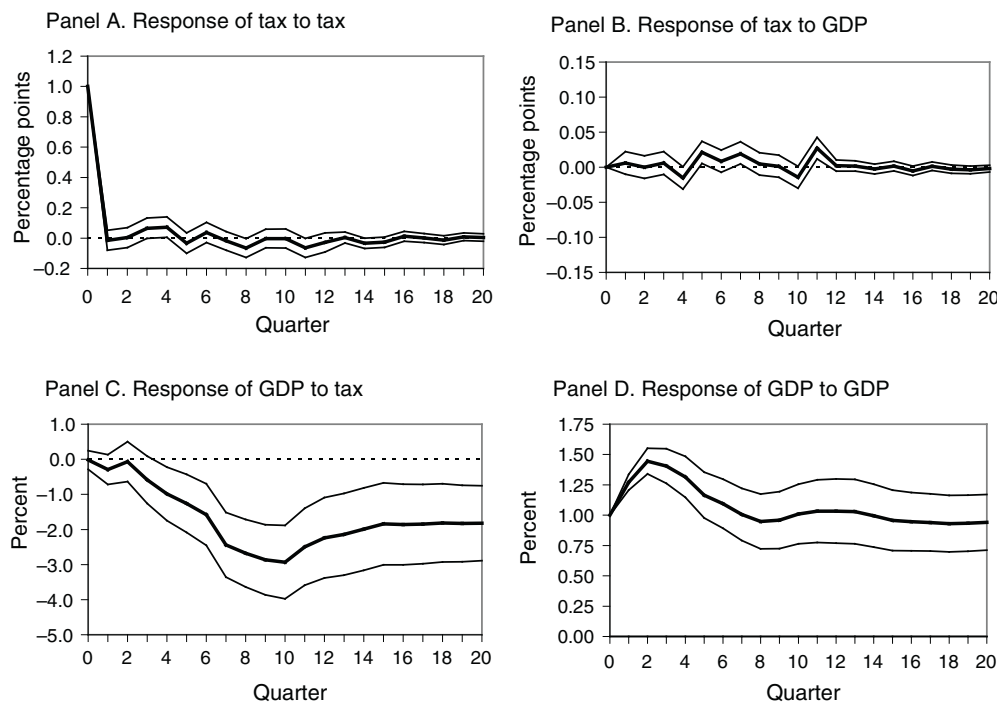 Panel A. Response of tax to tax
Percentage points
1.2
1.0
0.8
0.6
0.4
0.2
0.0
–0.2
0 2 4 6 8 10 12 14 16 18 20
Quarter
Panel B. Response of tax to GDP
Percentage points
0.15
0.10
0.05
0.00
–0.05
–0.10
–0.15
0 2 4 6 8 10 12 14 16 18 20
Quarter
Panel C. Response of GDP to tax
Percent
1.0
0.0
–1.0
–2.0
–3.0
–4.0
–5.0
0 2 4 6 8 10 12 14 16 18 20
Quarter
Panel D. Response of GDP to GDP
Percent
1.75
1.50
1.25
1.00
0.75
0.50
0.25
0.00
0 2 4 6 8 10 12 14 16 18 20
Quarter